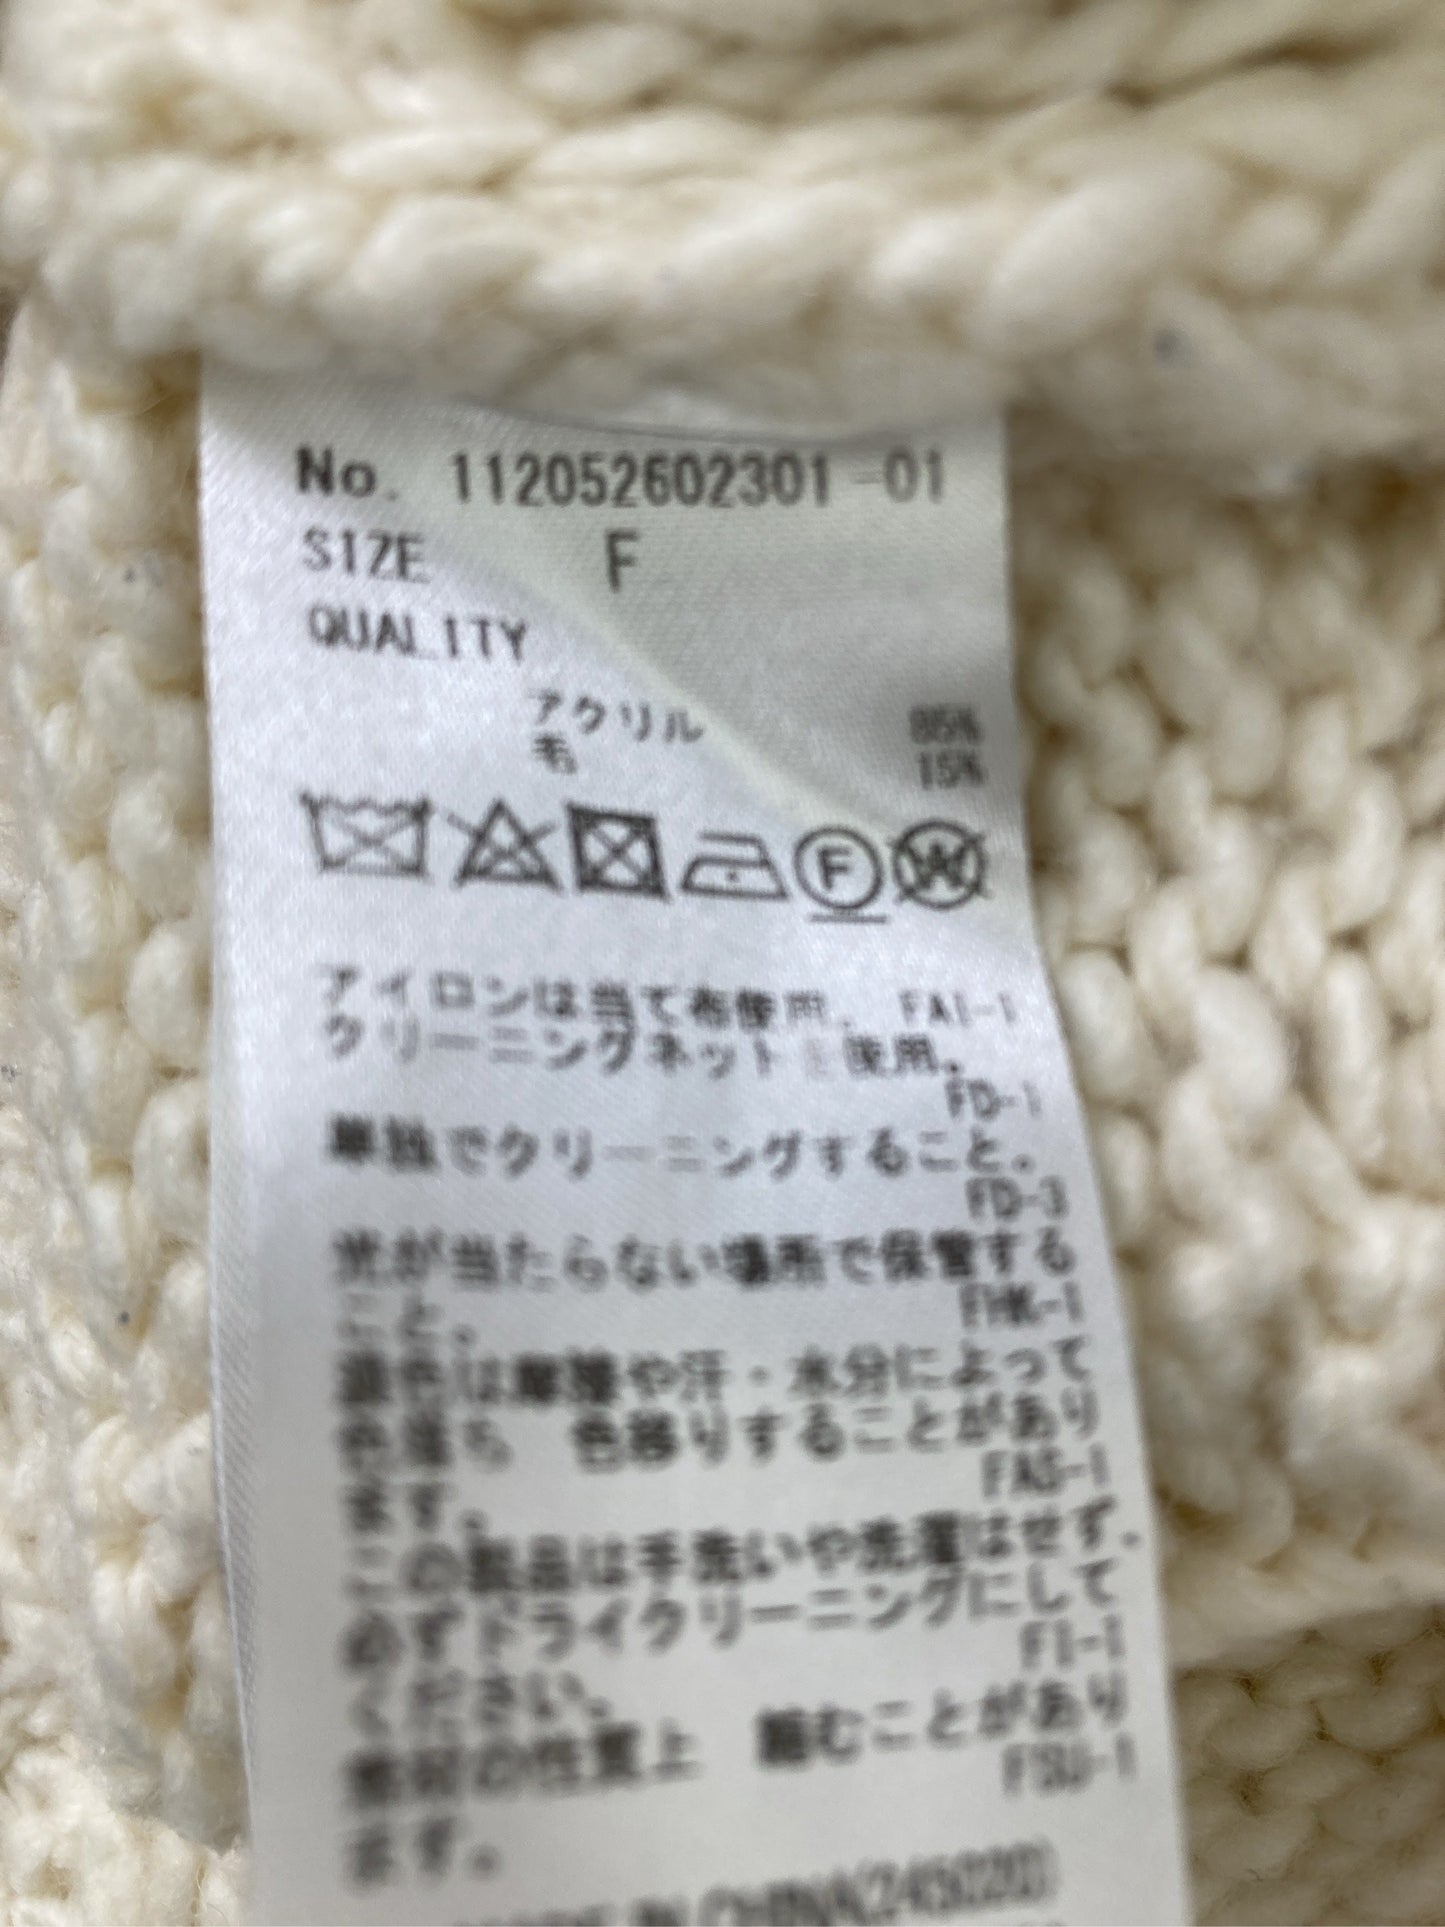 No. 112052602301-01
SIZE F
QUALITY
アクリル 85%
毛 15%
F W
アイロンは当て布使用。 FAI-1
クリーニングネットを使用。
FD-1
単独でクリーニングすること。
FD-3
光が当たらない場所で保管する
こと。 FHK-1
濃色は摩擦や汗・水分によって
色落ち 色移りすることがあり
ます。 FAS-1
この製品は手洗いや洗濯はせず、
必ずドライクリーニングにして
ください。 FI-1
素材の性質上 縮むことがあり
ます。 FSU-1
MADE IN CHINA(245020)